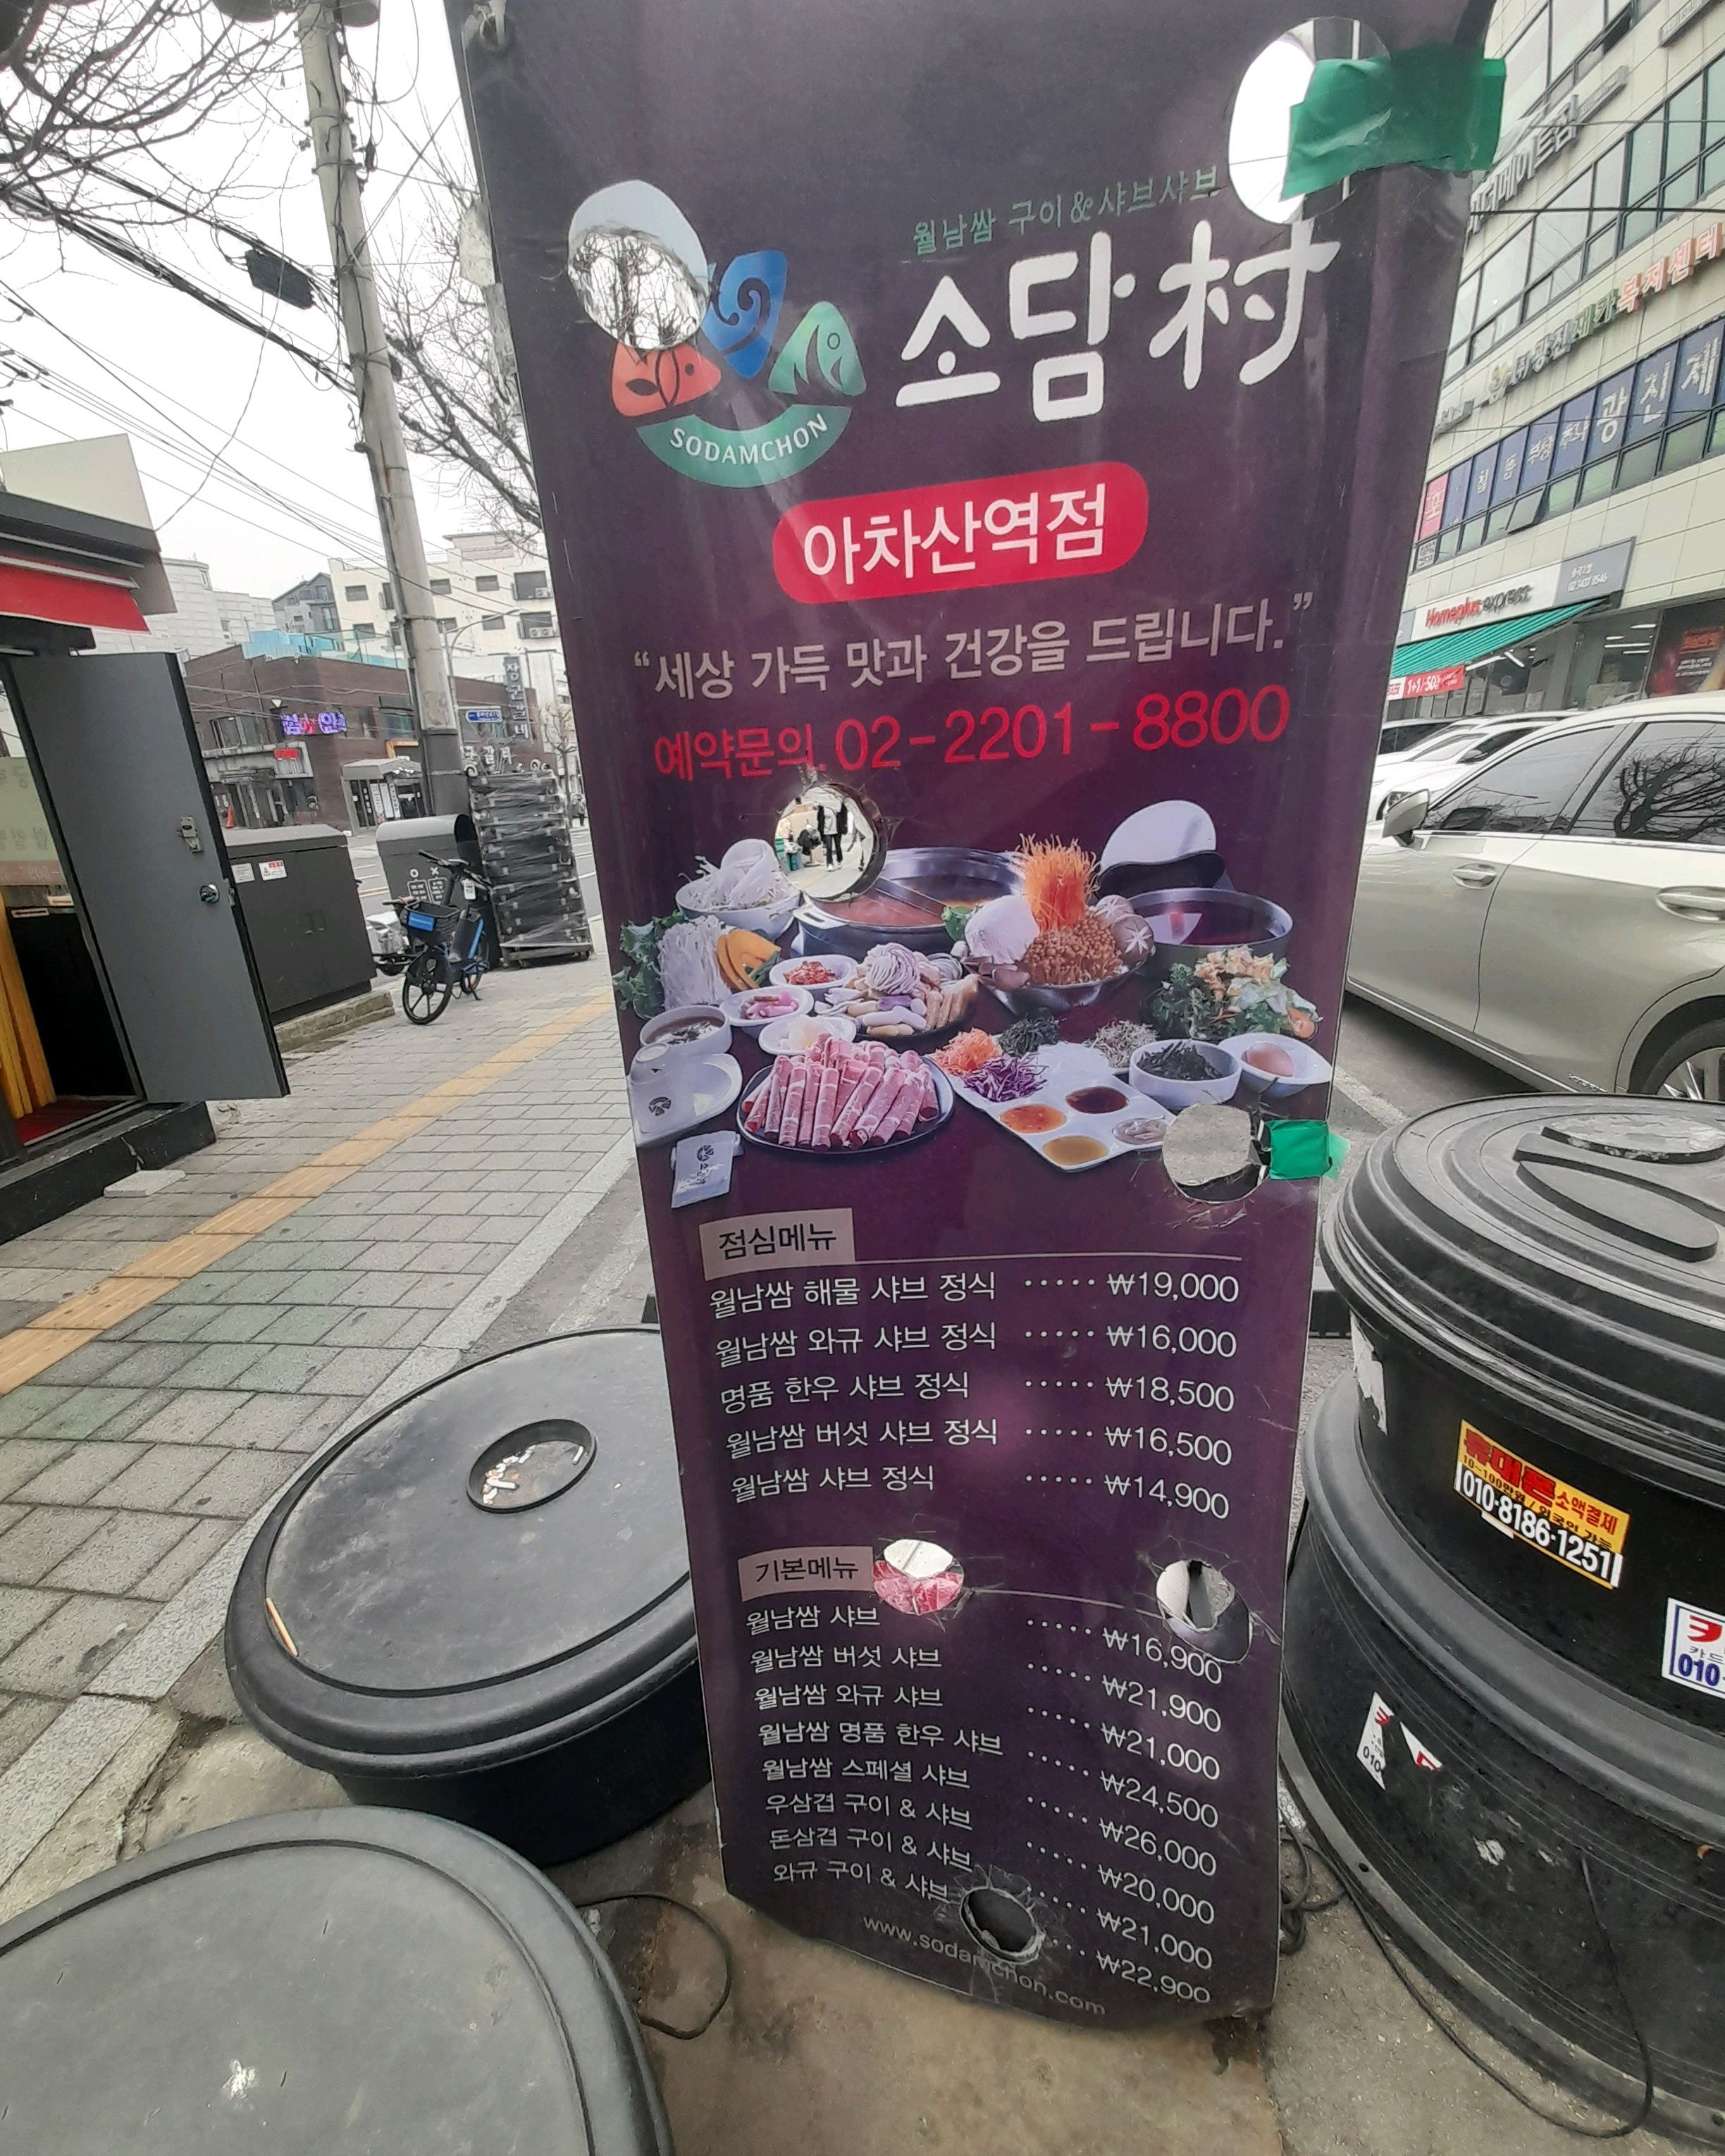 월남쌈 구이&샤브샤브
소담村
SODAMCHON
아차산역점
“세상 가득 맛과 건강을 드립니다.”
예약문의. 02-2201-8800
점심메뉴
월남쌈 해물 샤브 정식 ····· ₩19,000
월남쌈 와규 샤브 정식 ····· ₩16,000
명품 한우 샤브 정식 ····· ₩18,500
월남쌈 버섯 샤브 정식 ····· ₩16,500
월남쌈 샤브 정식 ····· ₩14,900
기본메뉴
월남쌈 샤브 ····· ₩16,900
월남쌈 버섯 샤브 ····· ₩21,900
월남쌈 와규 샤브 ····· ₩21,000
월남쌈 명품 한우 샤브 ····· ₩24,500
월남쌈 스페셜 샤브 ····· ₩26,000
우삼겹 구이 & 샤브 ····· ₩20,000
돈삼겹 구이 & 샤브 ····· ₩21,000
와규 구이 & 샤브 ····· ₩22,900
www.sodamchon.com
Homeplus express
1+1/-50%
휴대폰 소액결제
010·8186·1251
010
010